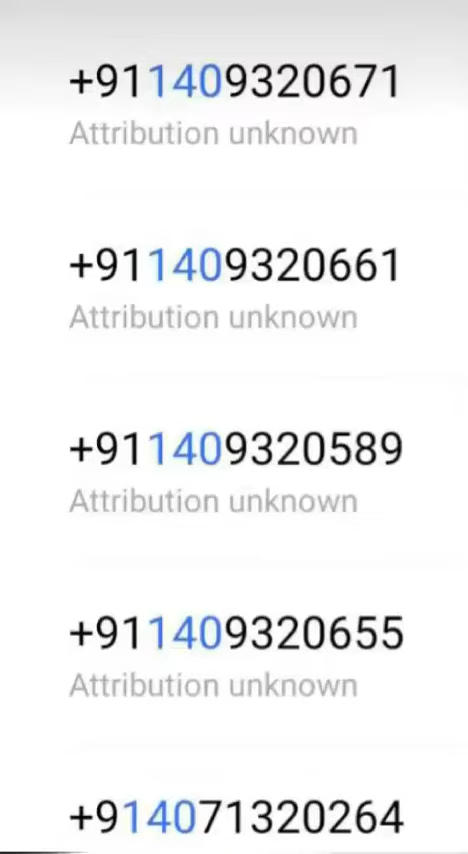 +911409320671
Attribution unknown
+911409320661
Attribution unknown
+911409320589
Attribution unknown
+911409320655
Attribution unknown
+914071320264